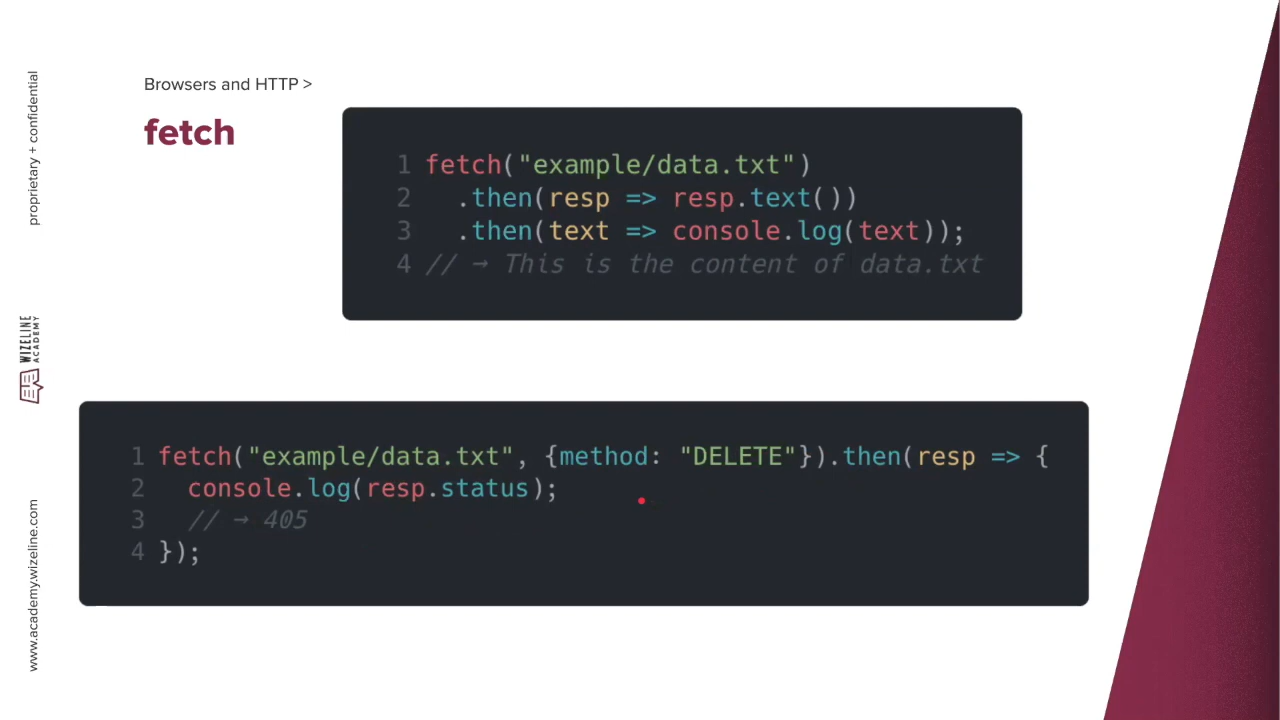 Browsers and HTTP >
fetch
1 fetch("example/data.txt")
2   .then(resp => resp.text())
3   .then(text => console.log(text));
4 // → This is the content of data.txt
1 fetch("example/data.txt", {method: "DELETE"}).then(resp => {
2   console.log(resp.status);
3   // → 405
4 });
proprietary + confidential
WIZELINE
ACADEMY
www.academy.wizeline.com